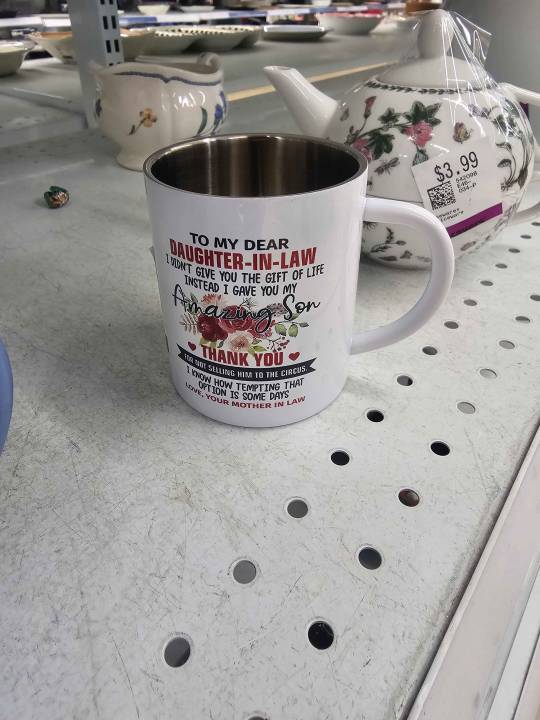 TO MY DEAR
DAUGHTER-IN-LAW
I DIDN'T GIVE YOU THE GIFT OF LIFE
INSTEAD I GAVE YOU MY
Amazing Son
THANK YOU
FOR NOT SELLING HIM TO THE CIRCUS.
I KNOW HOW TEMPTING THAT
OPTION IS SOME DAYS
LOVE, YOUR MOTHER IN LAW
$3.99